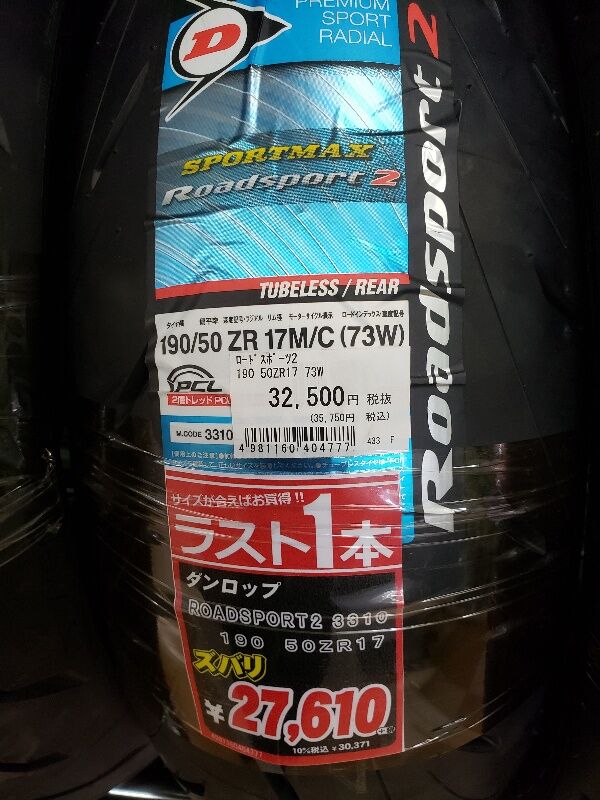 PREMIUM
SPORT
RADIAL
D
SPORTMAX
Roadsport 2
Roadsport 2
TUBELESS / REAR
190/50 ZR 17M/C (73W)
ロードスポーツ2
190 50ZR17 73W
PCL
32,500円 税抜
(35,750円 税込)
M.CODE 3310
4981160404777
433 F
サイズが合えばお買得!!
ラスト1本
ダンロップ
ROADSPORT2 3310
190 50ZR17
ズバリ
¥27,610
10%税込 ¥30,371
4981160404777